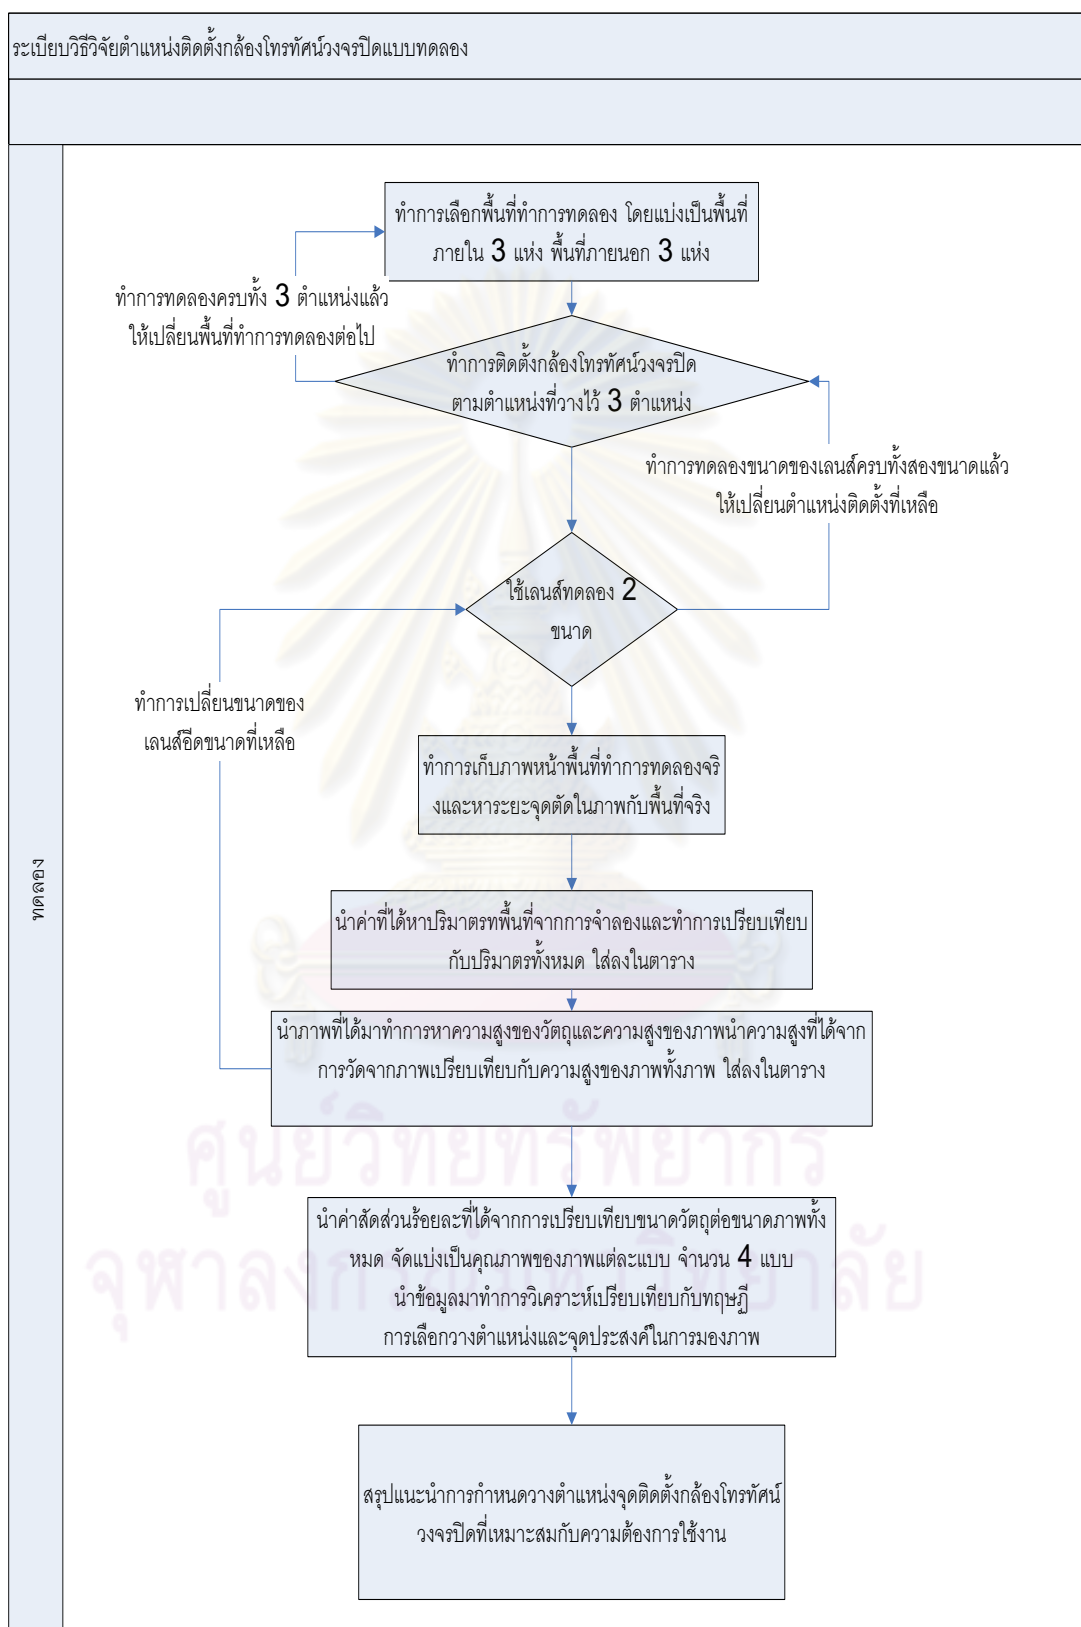 ระเบียบวิธีวิจัยตำแหน่งติดตั้งกล้องโทรทัศน์วงจรปิดแบบทดลอง
ทำการเลือกพื้นที่ทำการทดลอง โดยแบ่งเป็นพื้นที่
ภายใน 3 แห่ง พื้นที่ภายนอก 3 แห่ง
ทำการทดลองครบทั้ง 3 ตำแหน่งแล้ว
ให้เปลี่ยนพื้นที่ทำการทดลองต่อไป
ทำการติดตั้งกล้องโทรทัศน์วงจรปิด
ตามตำแหน่งที่วางไว้ 3 ตำแหน่ง
ทำการทดลองขนาดของเลนส์ครบทั้งสองขนาดแล้ว
ให้เปลี่ยนตำแหน่งติดตั้งที่เหลือ
ใช้เลนส์ทดลอง 2
ขนาด
ทำการเปลี่ยนขนาดของ
เลนส์อีดขนาดที่เหลือ
ทำการเก็บภาพหน้าพื้นที่ทำการทดลองจริ
งและหาระยะจุดตัดในภาพกับพื้นที่จริง
ทดลอง
นำค่าที่ได้หาปริมาตรทพื้นที่จากการจำลองและทำการเปรียบเทียบ
กับปริมาตรทั้งหมด ใส่ลงในตาราง
นำภาพที่ได้มาทำการหาความสูงของวัตถุและความสูงของภาพนำความสูงที่ได้จาก
การวัดจากภาพเปรียบเทียบกับความสูงของภาพทั้งภาพ ใส่ลงในตาราง
ศูนย์วิทยทรัพยากร
นำค่าสัดส่วนร้อยละที่ได้จากการเปรียบเทียบขนาดวัตถุต่อขนาดภาพทั้ง
หมด จัดแบ่งเป็นคุณภาพของภาพแต่ละแบบ จำนวน 4 แบบ
นำข้อมูลมาทำการวิเคราะห์เปรียบเทียบกับทฤษฎี
การเลือกวางตำแหน่งและจุดประสงค์ในการมองภาพ
จุฬาลงกรณ์มหาวิทยาลัย
สรุปแนะนำการกำหนดวางตำแหน่งจุดติดตั้งกล้องโทรทัศน์
วงจรปิดที่เหมาะสมกับความต้องการใช้งาน